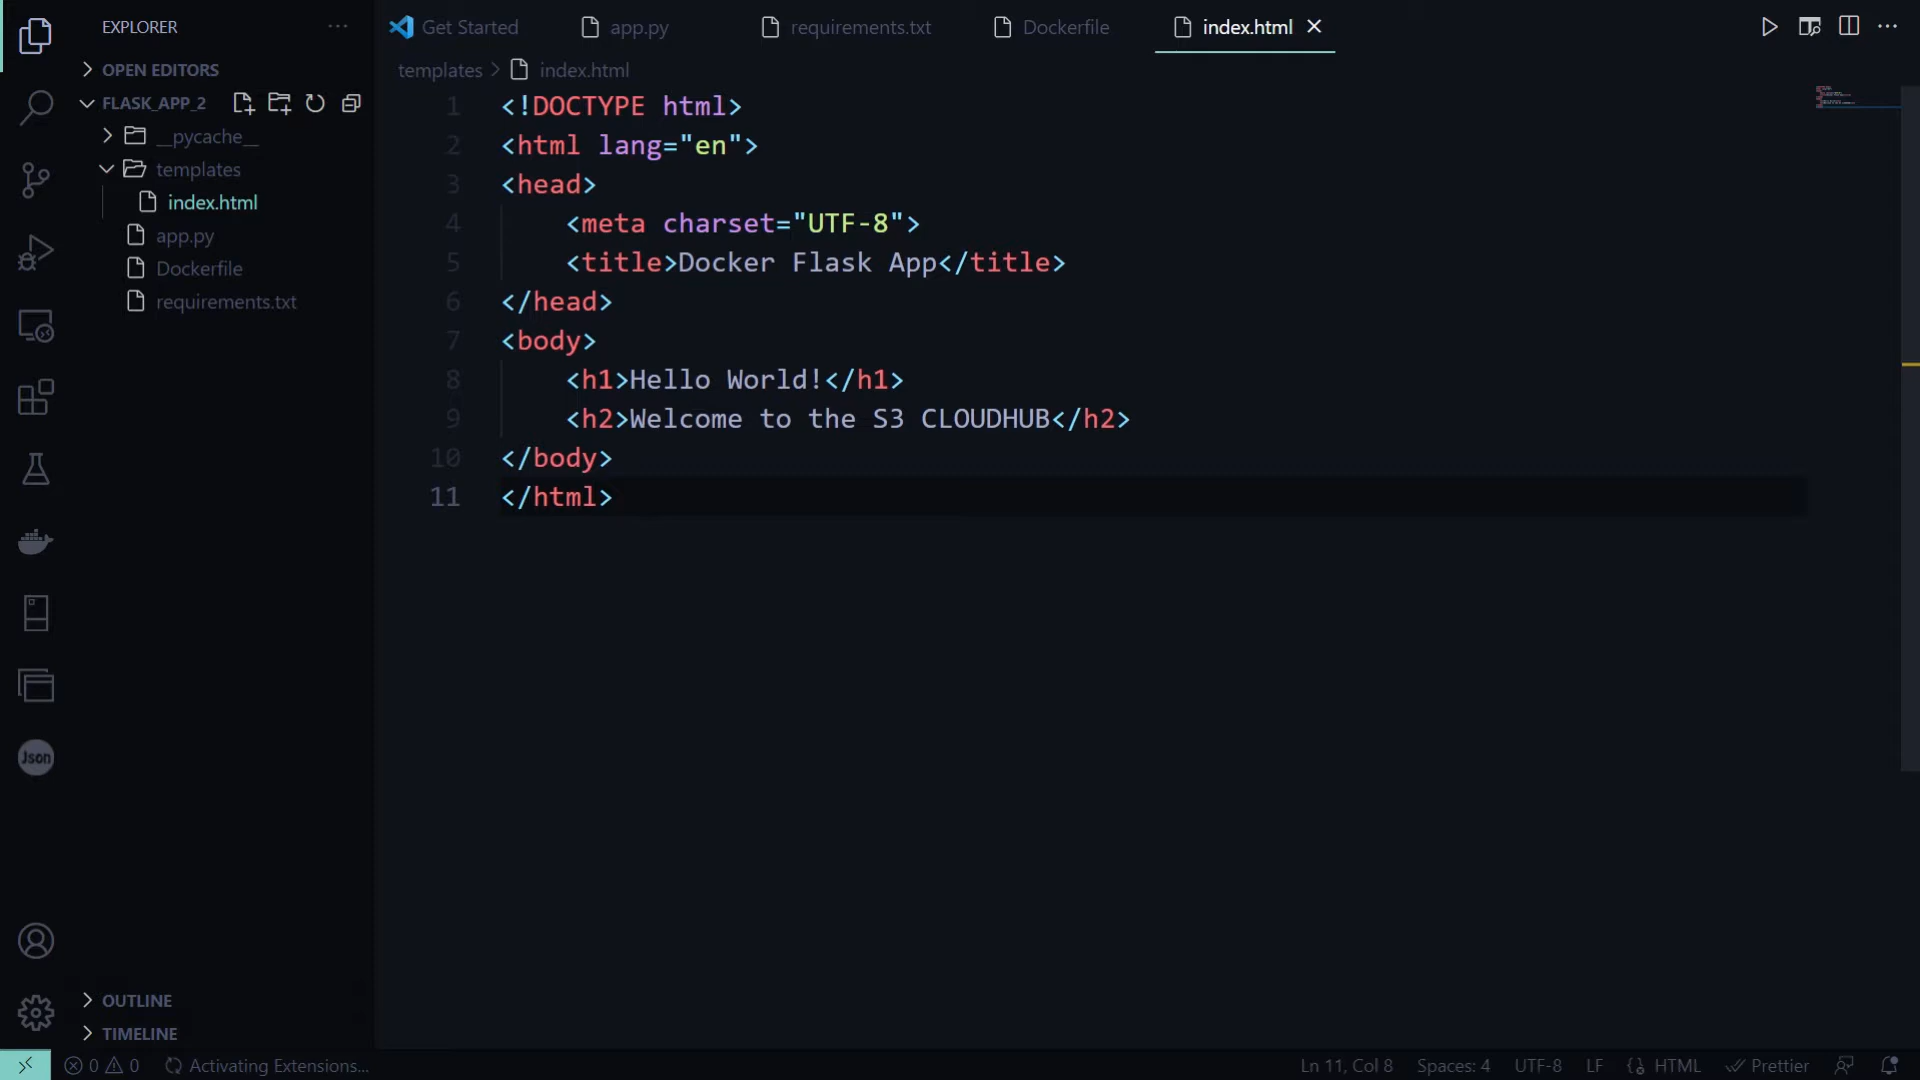 EXPLORER
OPEN EDITORS
FLASK_APP_2
__pycache__
templates
index.html
app.py
Dockerfile
requirements.txt
OUTLINE
TIMELINE
Get Started
app.py
requirements.txt
Dockerfile
index.html
templates > index.html
1 <!DOCTYPE html>
2 <html lang="en">
3 <head>
4     <meta charset="UTF-8">
5     <title>Docker Flask App</title>
6 </head>
7 <body>
8     <h1>Hello World!</h1>
9     <h2>Welcome to the S3 CLOUDHUB</h2>
10 </body>
11 </html>
Json
0 0 Activating Extensions...
Ln 11, Col 8 Spaces: 4 UTF-8 LF HTML Prettier